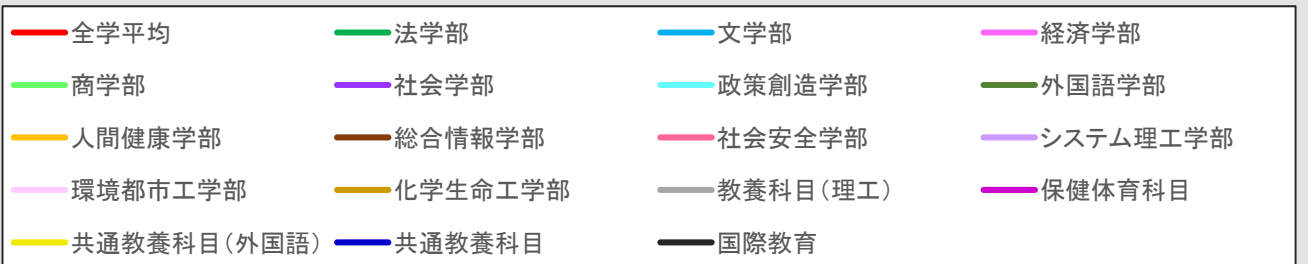 全学平均 法学部 文学部 経済学部
商学部 社会学部 政策創造学部 外国語学部
人間健康学部 総合情報学部 社会安全学部 システム理工学部
環境都市工学部 化学生命工学部 教養科目(理工) 保健体育科目
共通教養科目(外国語) 共通教養科目 国際教育